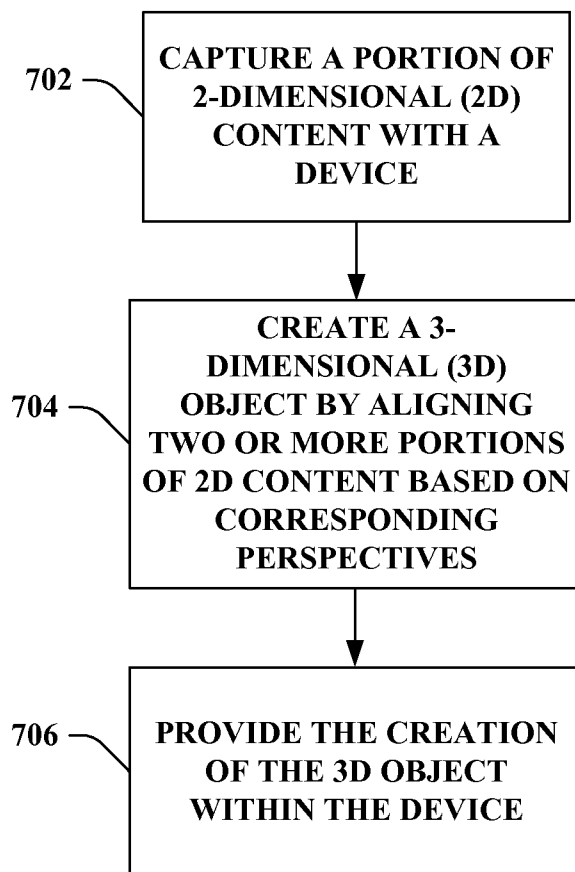 702
CAPTURE A PORTION OF
2-DIMENSIONAL (2D)
CONTENT WITH A
DEVICE
704
CREATE A 3-
DIMENSIONAL (3D)
OBJECT BY ALIGNING
TWO OR MORE PORTIONS
OF 2D CONTENT BASED ON
CORRESPONDING
PERSPECTIVES
706
PROVIDE THE CREATION
OF THE 3D OBJECT
WITHIN THE DEVICE